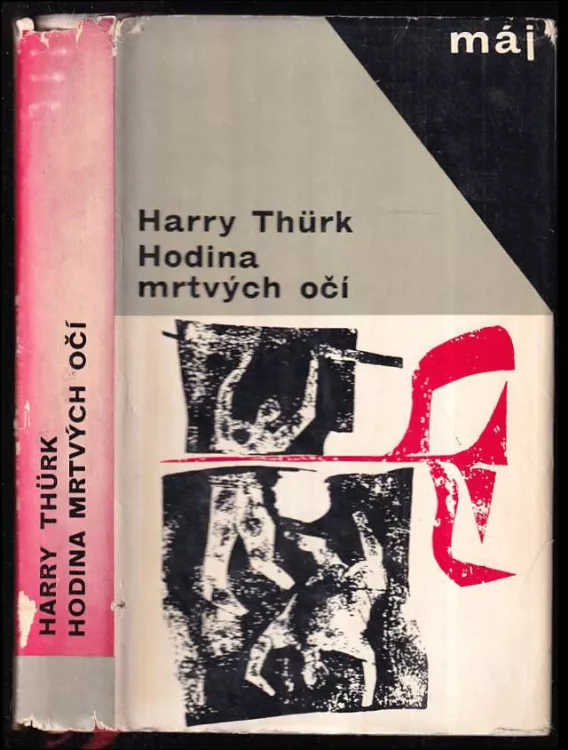 máj
Harry Thürk
Hodina
mrtvých očí
HARRY THÜRK
HODINA MRTVÝCH OČÍ